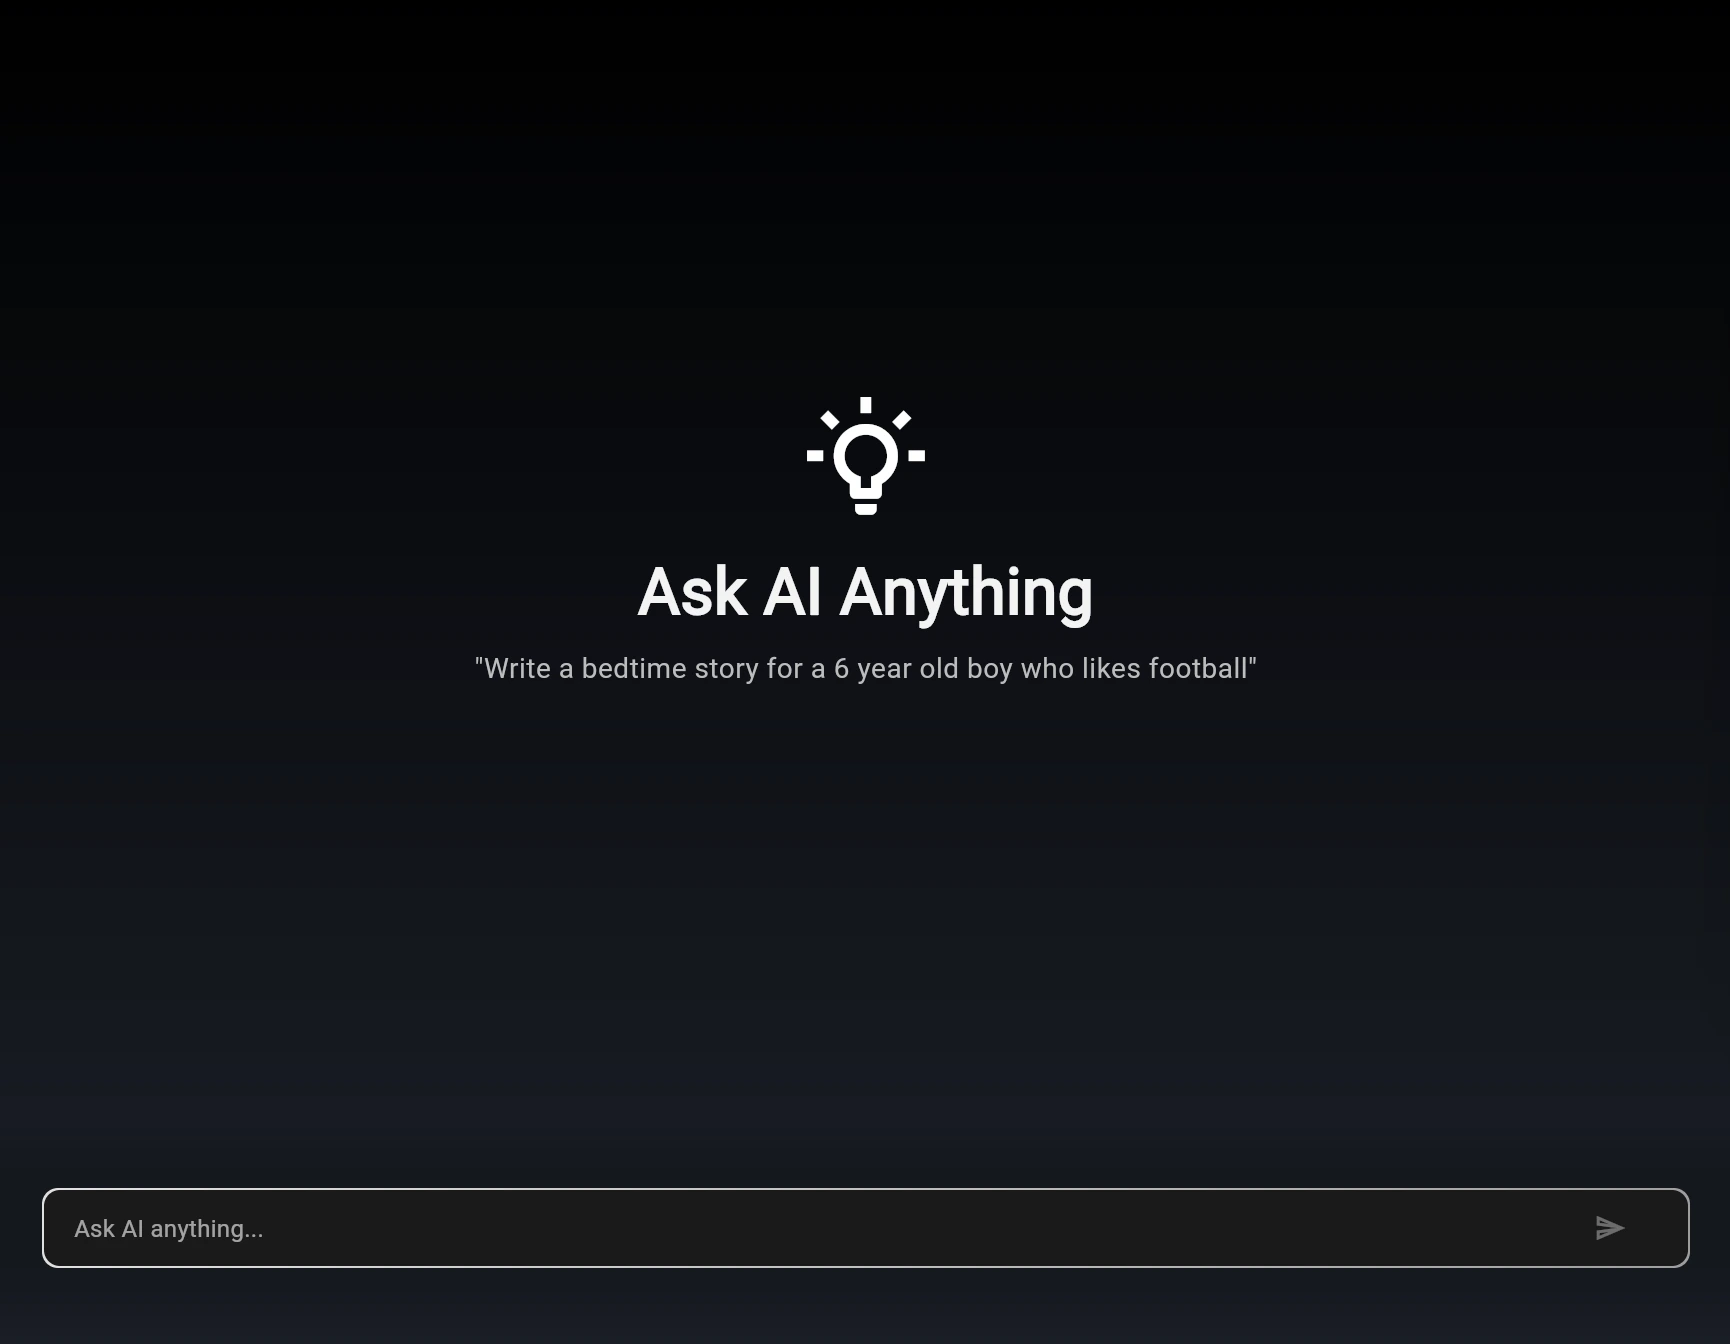 Ask AI Anything
"Write a bedtime story for a 6 year old boy who likes football"
Ask AI anything...